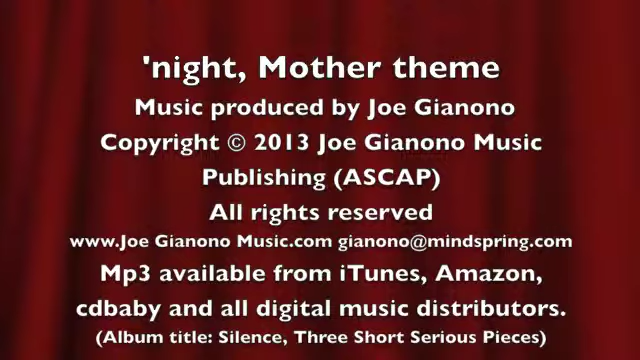 'night, Mother theme
Music produced by Joe Gianono
Copyright © 2013 Joe Gianono Music
Publishing (ASCAP)
All rights reserved
www.Joe Gianono Music.com gianono@mindspring.com
Mp3 available from iTunes, Amazon,
cdbaby and all digital music distributors.
(Album title: Silence, Three Short Serious Pieces)